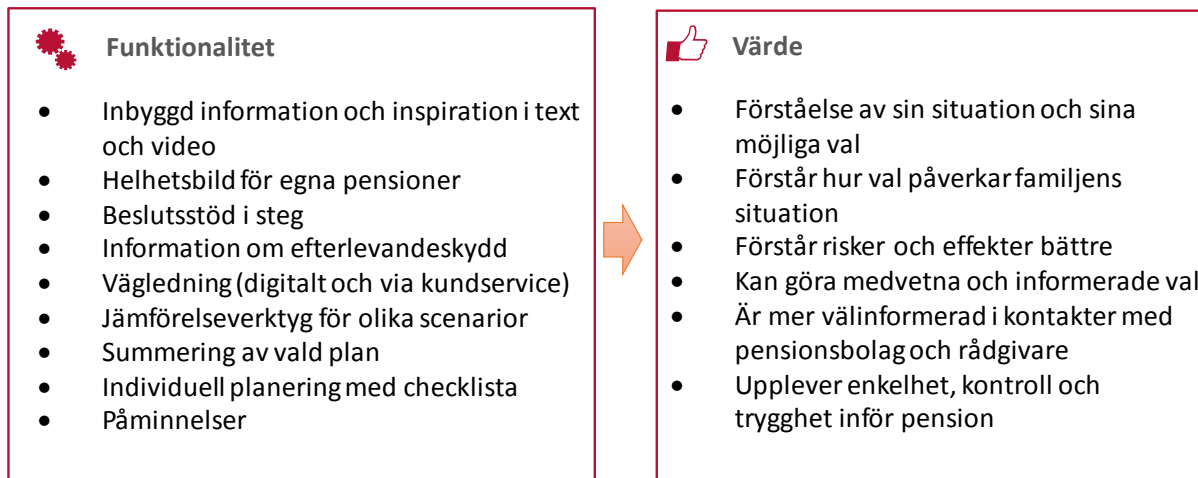 Funktionalitet
• Inbyggd information och inspiration i text
och video
• Helhetsbild för egna pensioner
• Beslutsstöd i steg
• Information om efterlevandeskydd
• Vägledning (digitalt och via kundservice)
• Jämförelseverktyg för olika scenarior
• Summering av vald plan
• Individuell planering med checklista
• Påminnelser
Värde
• Förståelse av sin situation och sina
möjliga val
• Förstår hur val påverkar familjens
situation
• Förstår risker och effekter bättre
• Kan göra medvetna och informerade val
• Är mer välinformerad i kontakter med
pensionsbolag och rådgivare
• Upplever enkelhet, kontroll och
trygghet inför pension